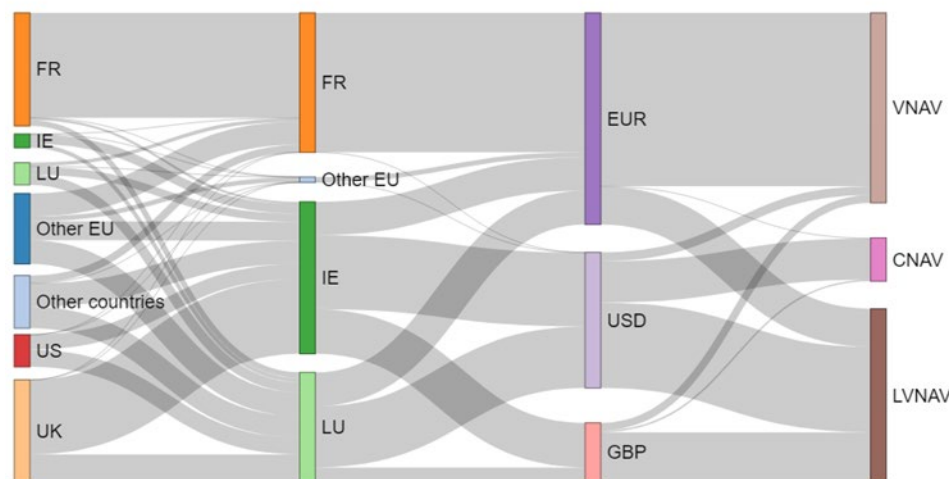 FR
IE
LU
Other EU
Other countries
US
UK
FR
Other EU
IE
LU
EUR
USD
GBP
VNAV
CNAV
LVNAV